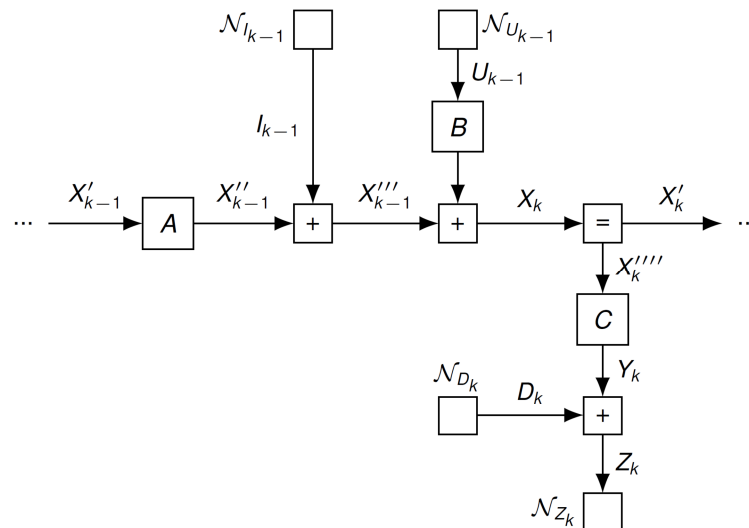 𝒩_{I_{k−1}} 𝒩_{U_{k−1}}
U_{k−1}
I_{k−1} B
... X′_{k−1} A X″_{k−1} + X‴_{k−1} + X_k = X′_k ..
X⁗_k
C
𝒩_{D_k} D_k Y_k
+
Z_k
𝒩_{Z_k}